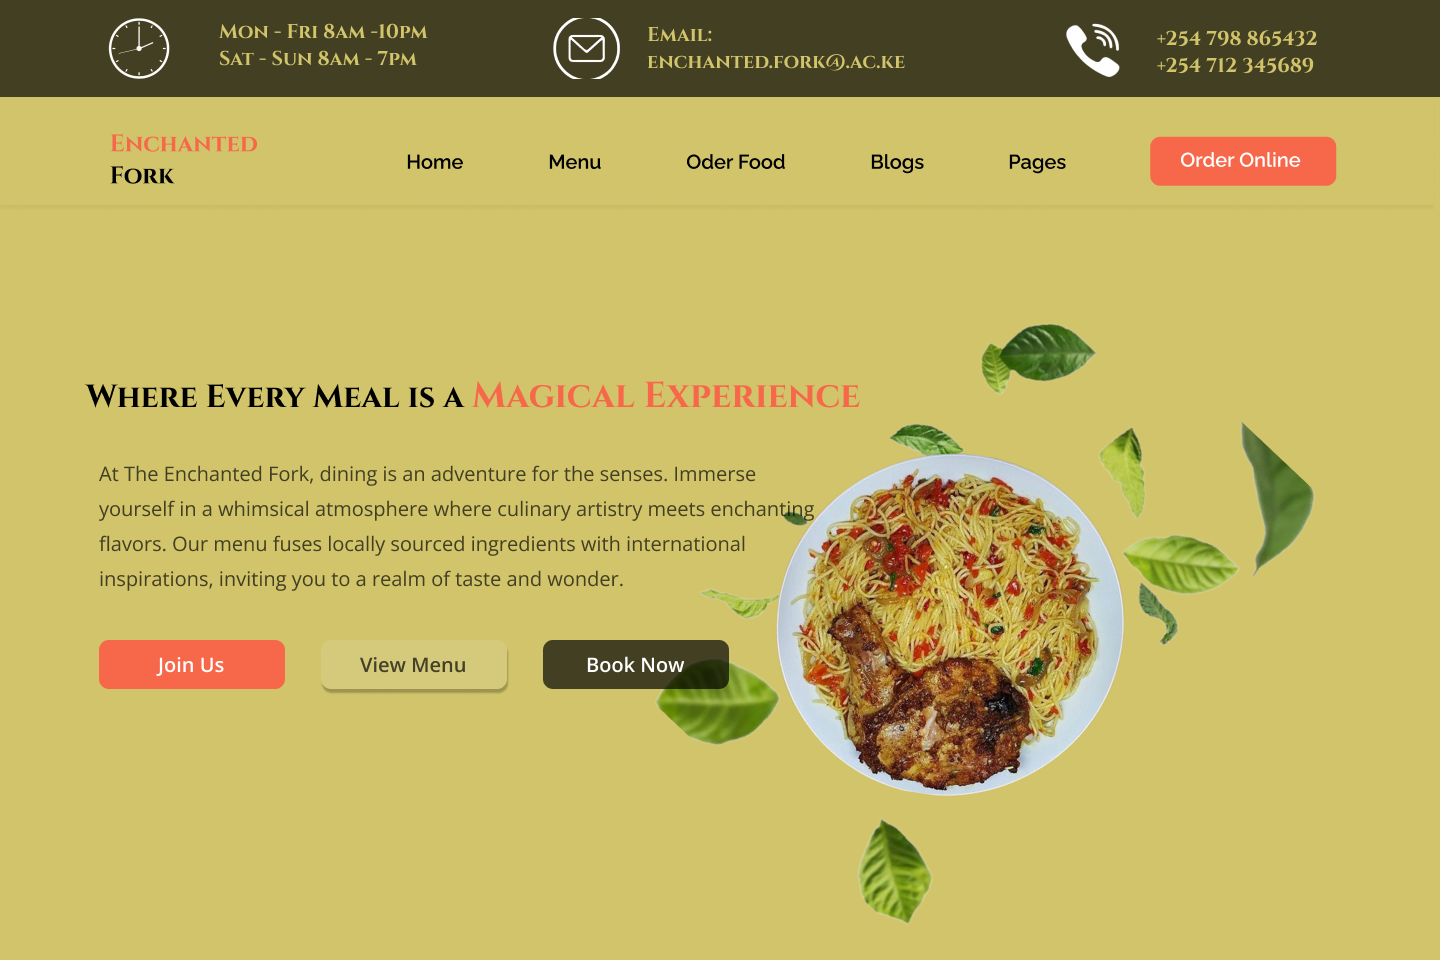 Mon - Fri 8am -10pm
Sat - Sun 8am - 7pm
Email:
enchanted.fork@.ac.ke
+254 798 865432
+254 712 345689
Enchanted
Fork
Home
Menu
Oder Food
Blogs
Pages
Order Online
Where Every Meal is a Magical Experience
At The Enchanted Fork, dining is an adventure for the senses. Immerse
yourself in a whimsical atmosphere where culinary artistry meets enchanting
flavors. Our menu fuses locally sourced ingredients with international
inspirations, inviting you to a realm of taste and wonder.
Join Us
View Menu
Book Now